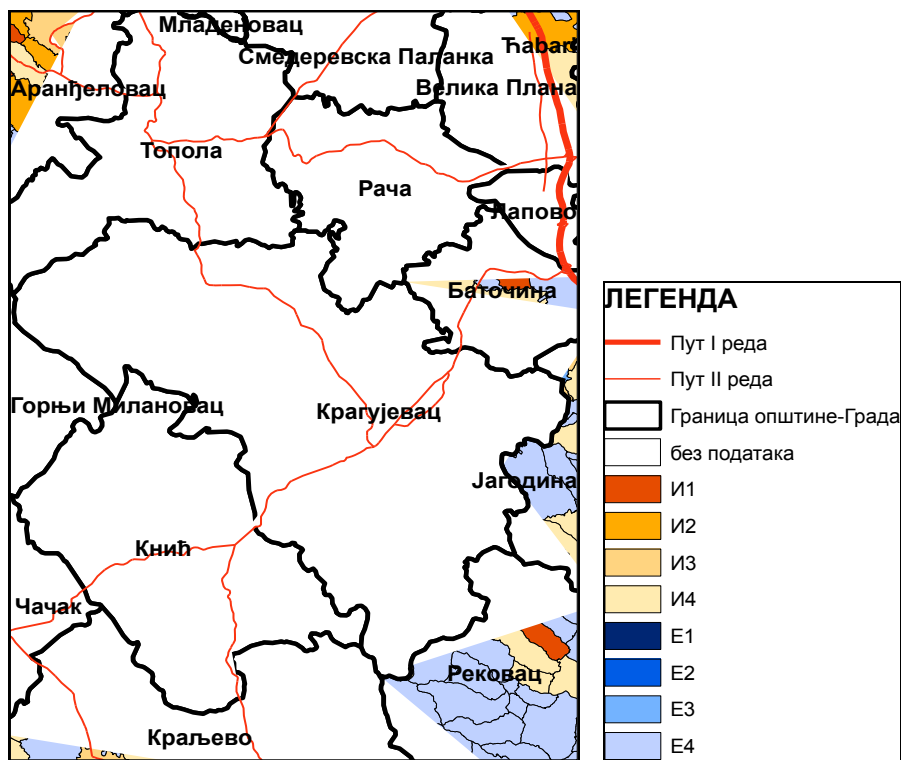 Младеновац
Смедеревска Паланка
Ћabari
Аранђеловац
Велика Плана
Топола
Рача
Лапово
Баточина
Горњи Милановац
Крагујевац
Јагодина
Кнић
Чачак
Рековац
Краљево
ЛЕГЕНДА
Пут I реда
Пут II реда
Граница општине-Града
без података
И1
И2
И3
И4
Е1
Е2
Е3
Е4